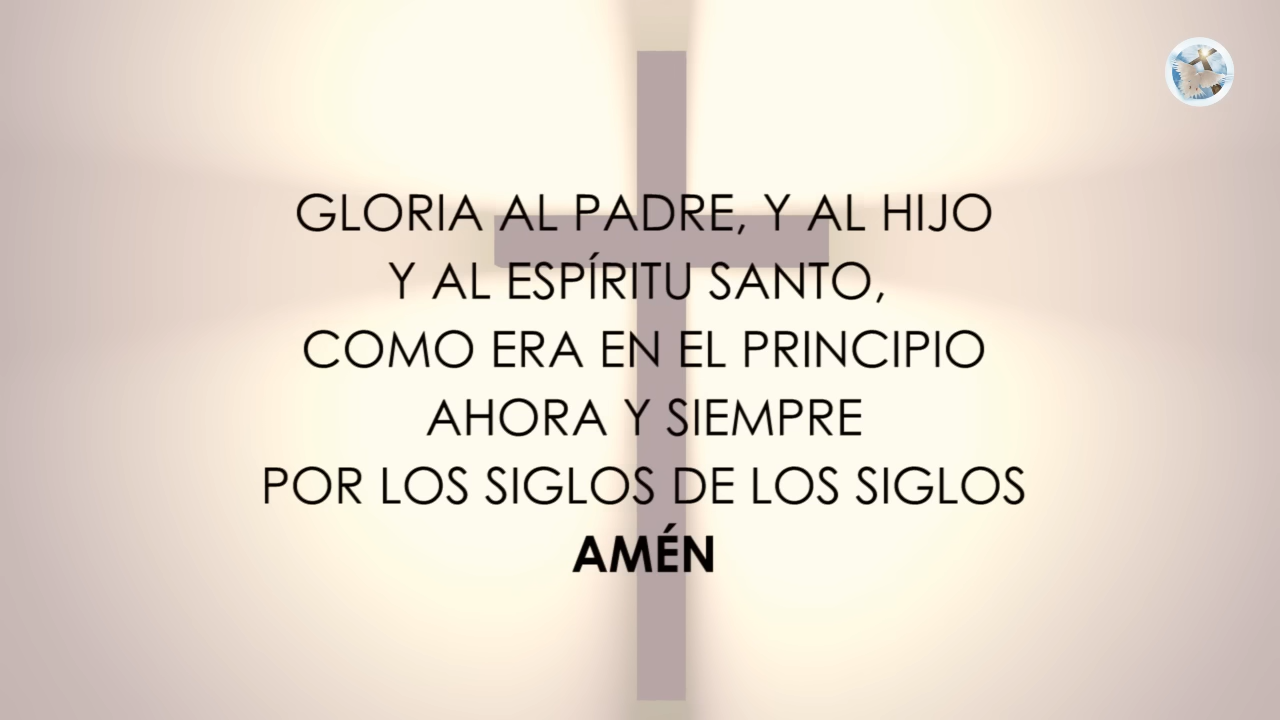 GLORIA AL PADRE, Y AL HIJO
Y AL ESPÍRITU SANTO,
COMO ERA EN EL PRINCIPIO
AHORA Y SIEMPRE
POR LOS SIGLOS DE LOS SIGLOS
AMÉN